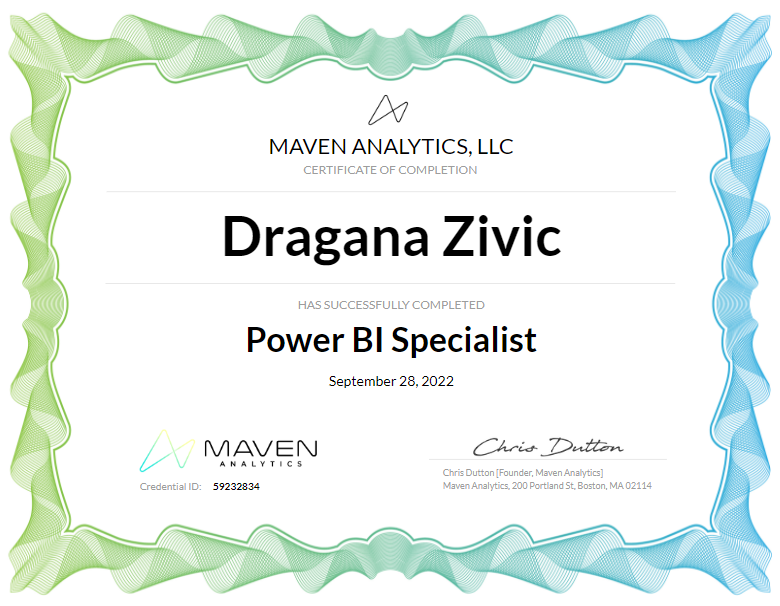 MAVEN ANALYTICS, LLC
CERTIFICATE OF COMPLETION
Dragana Zivic
HAS SUCCESSFULLY COMPLETED
Power BI Specialist
September 28, 2022
MAVEN
ANALYTICS
Credential ID: 59232834
Chris Dutton
Chris Dutton [Founder, Maven Analytics]
Maven Analytics, 200 Portland St, Boston, MA 02114